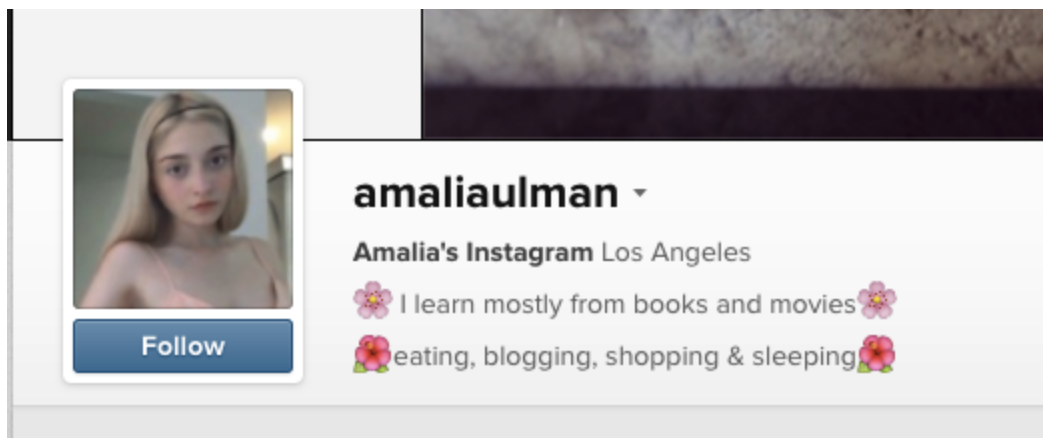 amaliaulman
Amalia's Instagram Los Angeles
🌸 I learn mostly from books and movies🌸
🌺eating, blogging, shopping & sleeping🌺
Follow